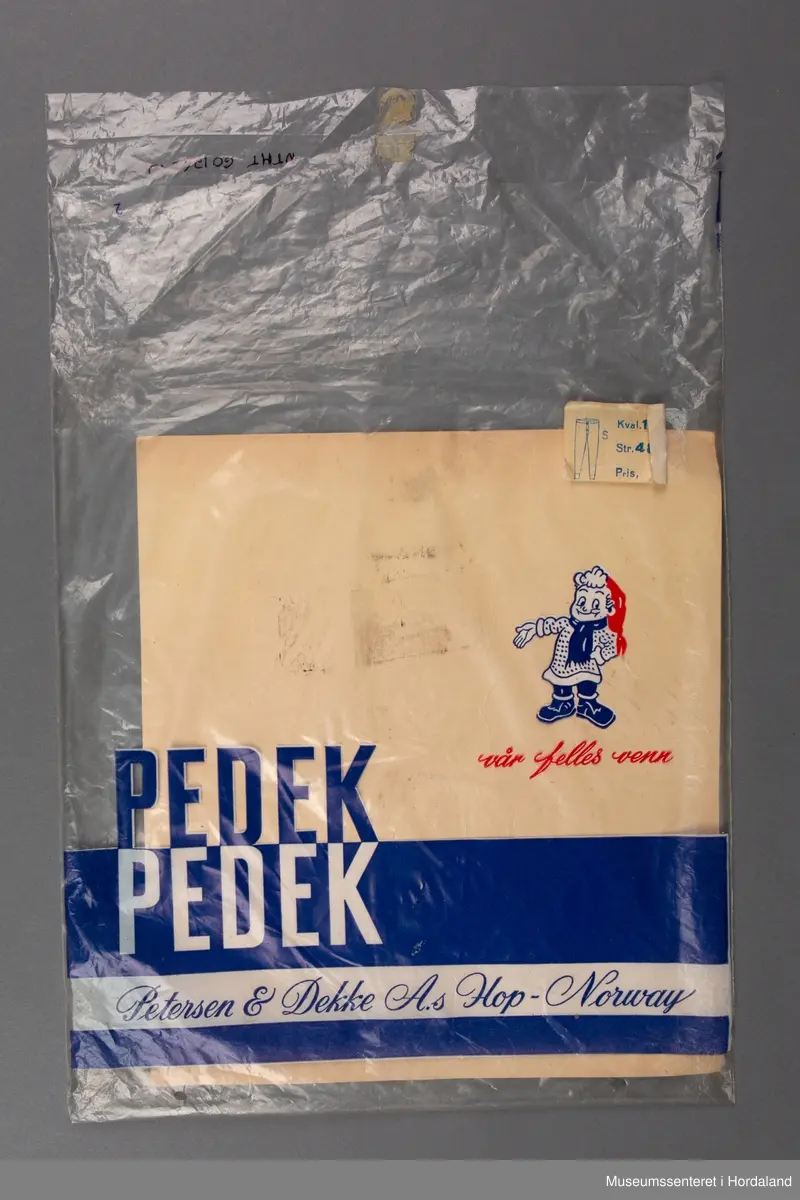 S
Kval. 1
Str. 4
Pris,
vår felles venn
PEDEK
PEDEK
Petersen & Dekke A.s Hop - Norway
Museumssenteret i Hordaland